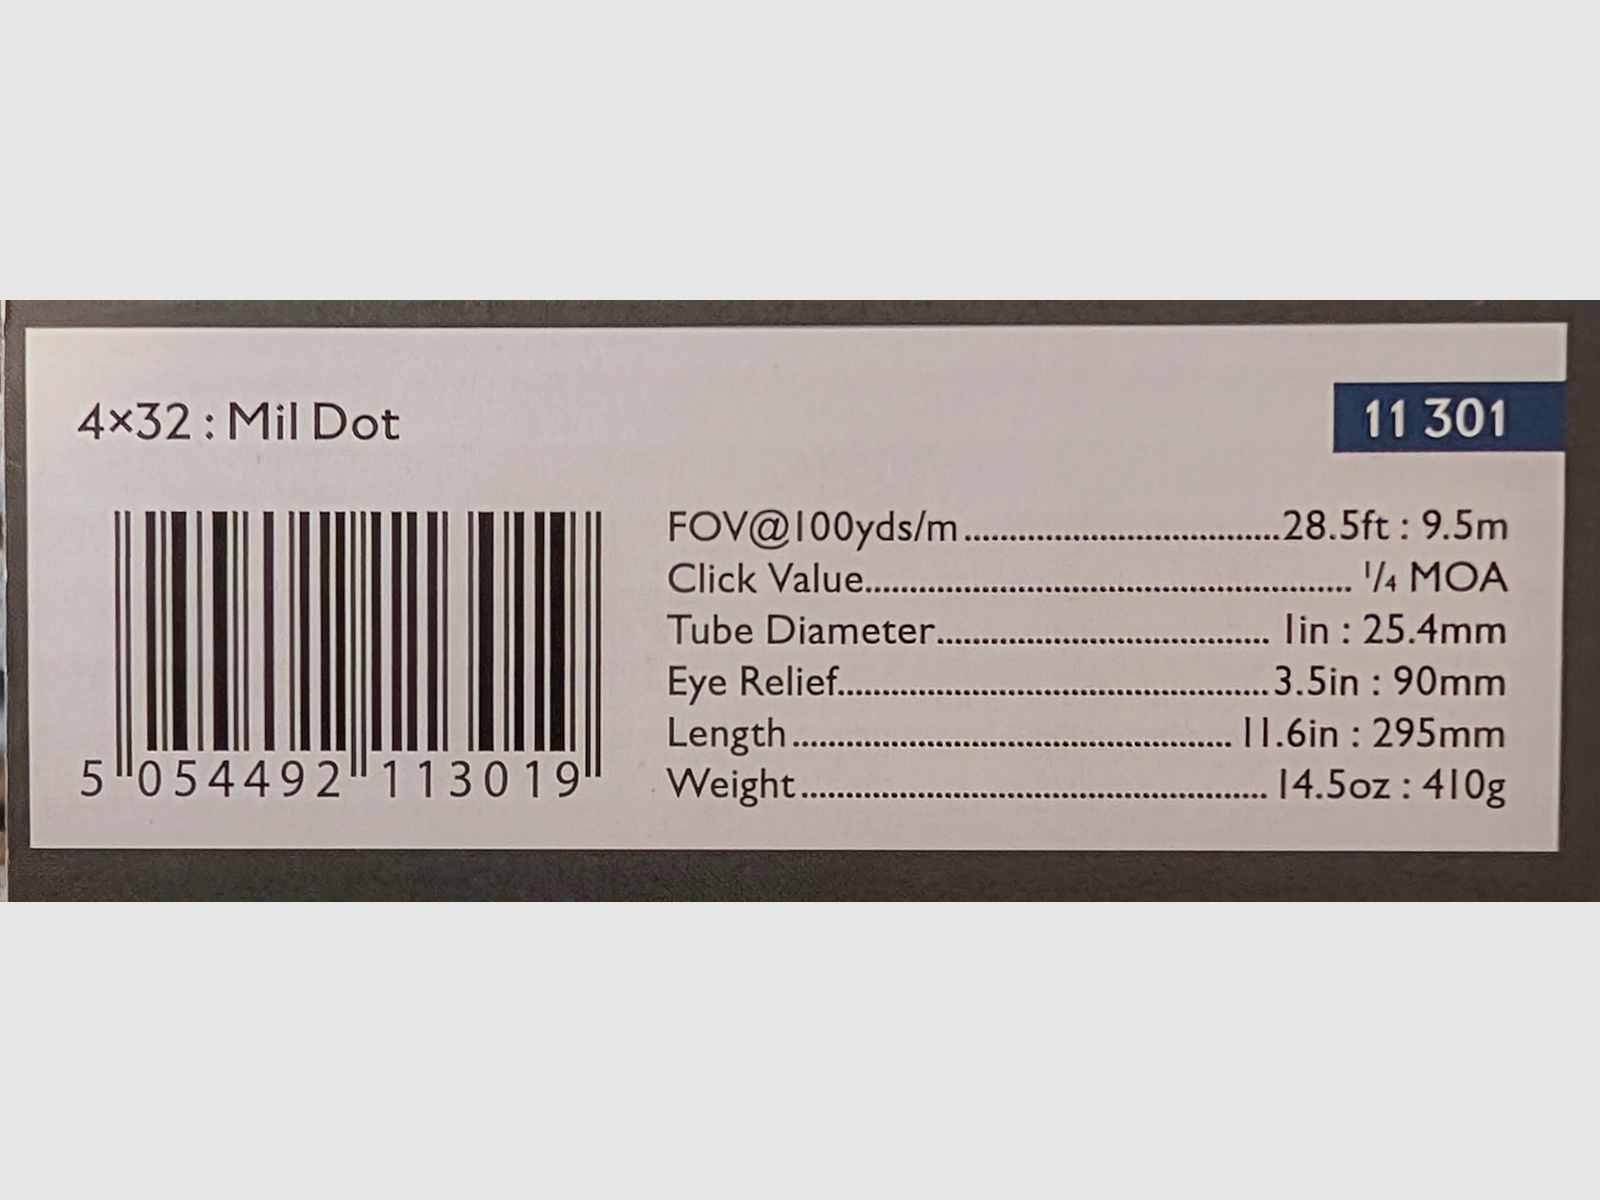 4×32 : Mil Dot
11 301
FOV@100yds/m.................................28.5ft : 9.5m
Click Value................................................... 1/4 MOA
Tube Diameter................................... 1in : 25.4mm
Eye Relief.............................................3.5in : 90mm
Length.............................................. 11.6in : 295mm
Weight................................................. 14.5oz : 410g
5 054492 113019